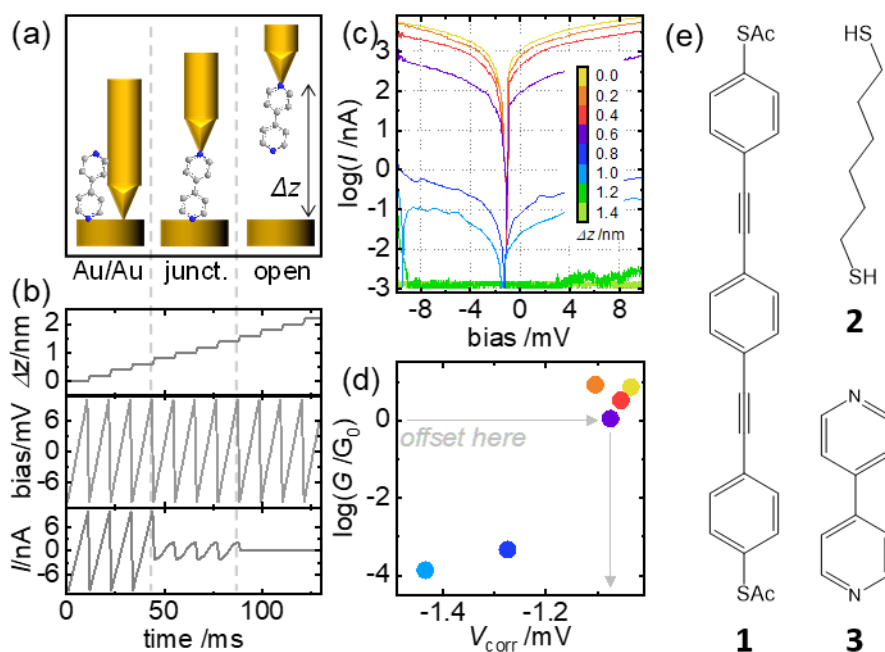 (a)
Δz
Au/Au
junct.
open
(b)
Δz/nm
2
1
0
bias/mV
6
0
-6
I/nA
6
0
-6
0
50
100
time /ms
(c)
log(I /nA)
3
2
1
0
-1
-2
-3
0.0
0.2
0.4
0.6
0.8
1.0
1.2
1.4
Δz /nm
-8
-4
0
4
8
bias /mV
(d)
log(G /G₀)
0
-2
-4
offset here
-1.4
-1.2
V_corr /mV
(e)
SAc
SAc
1
HS
SH
2
N
N
3